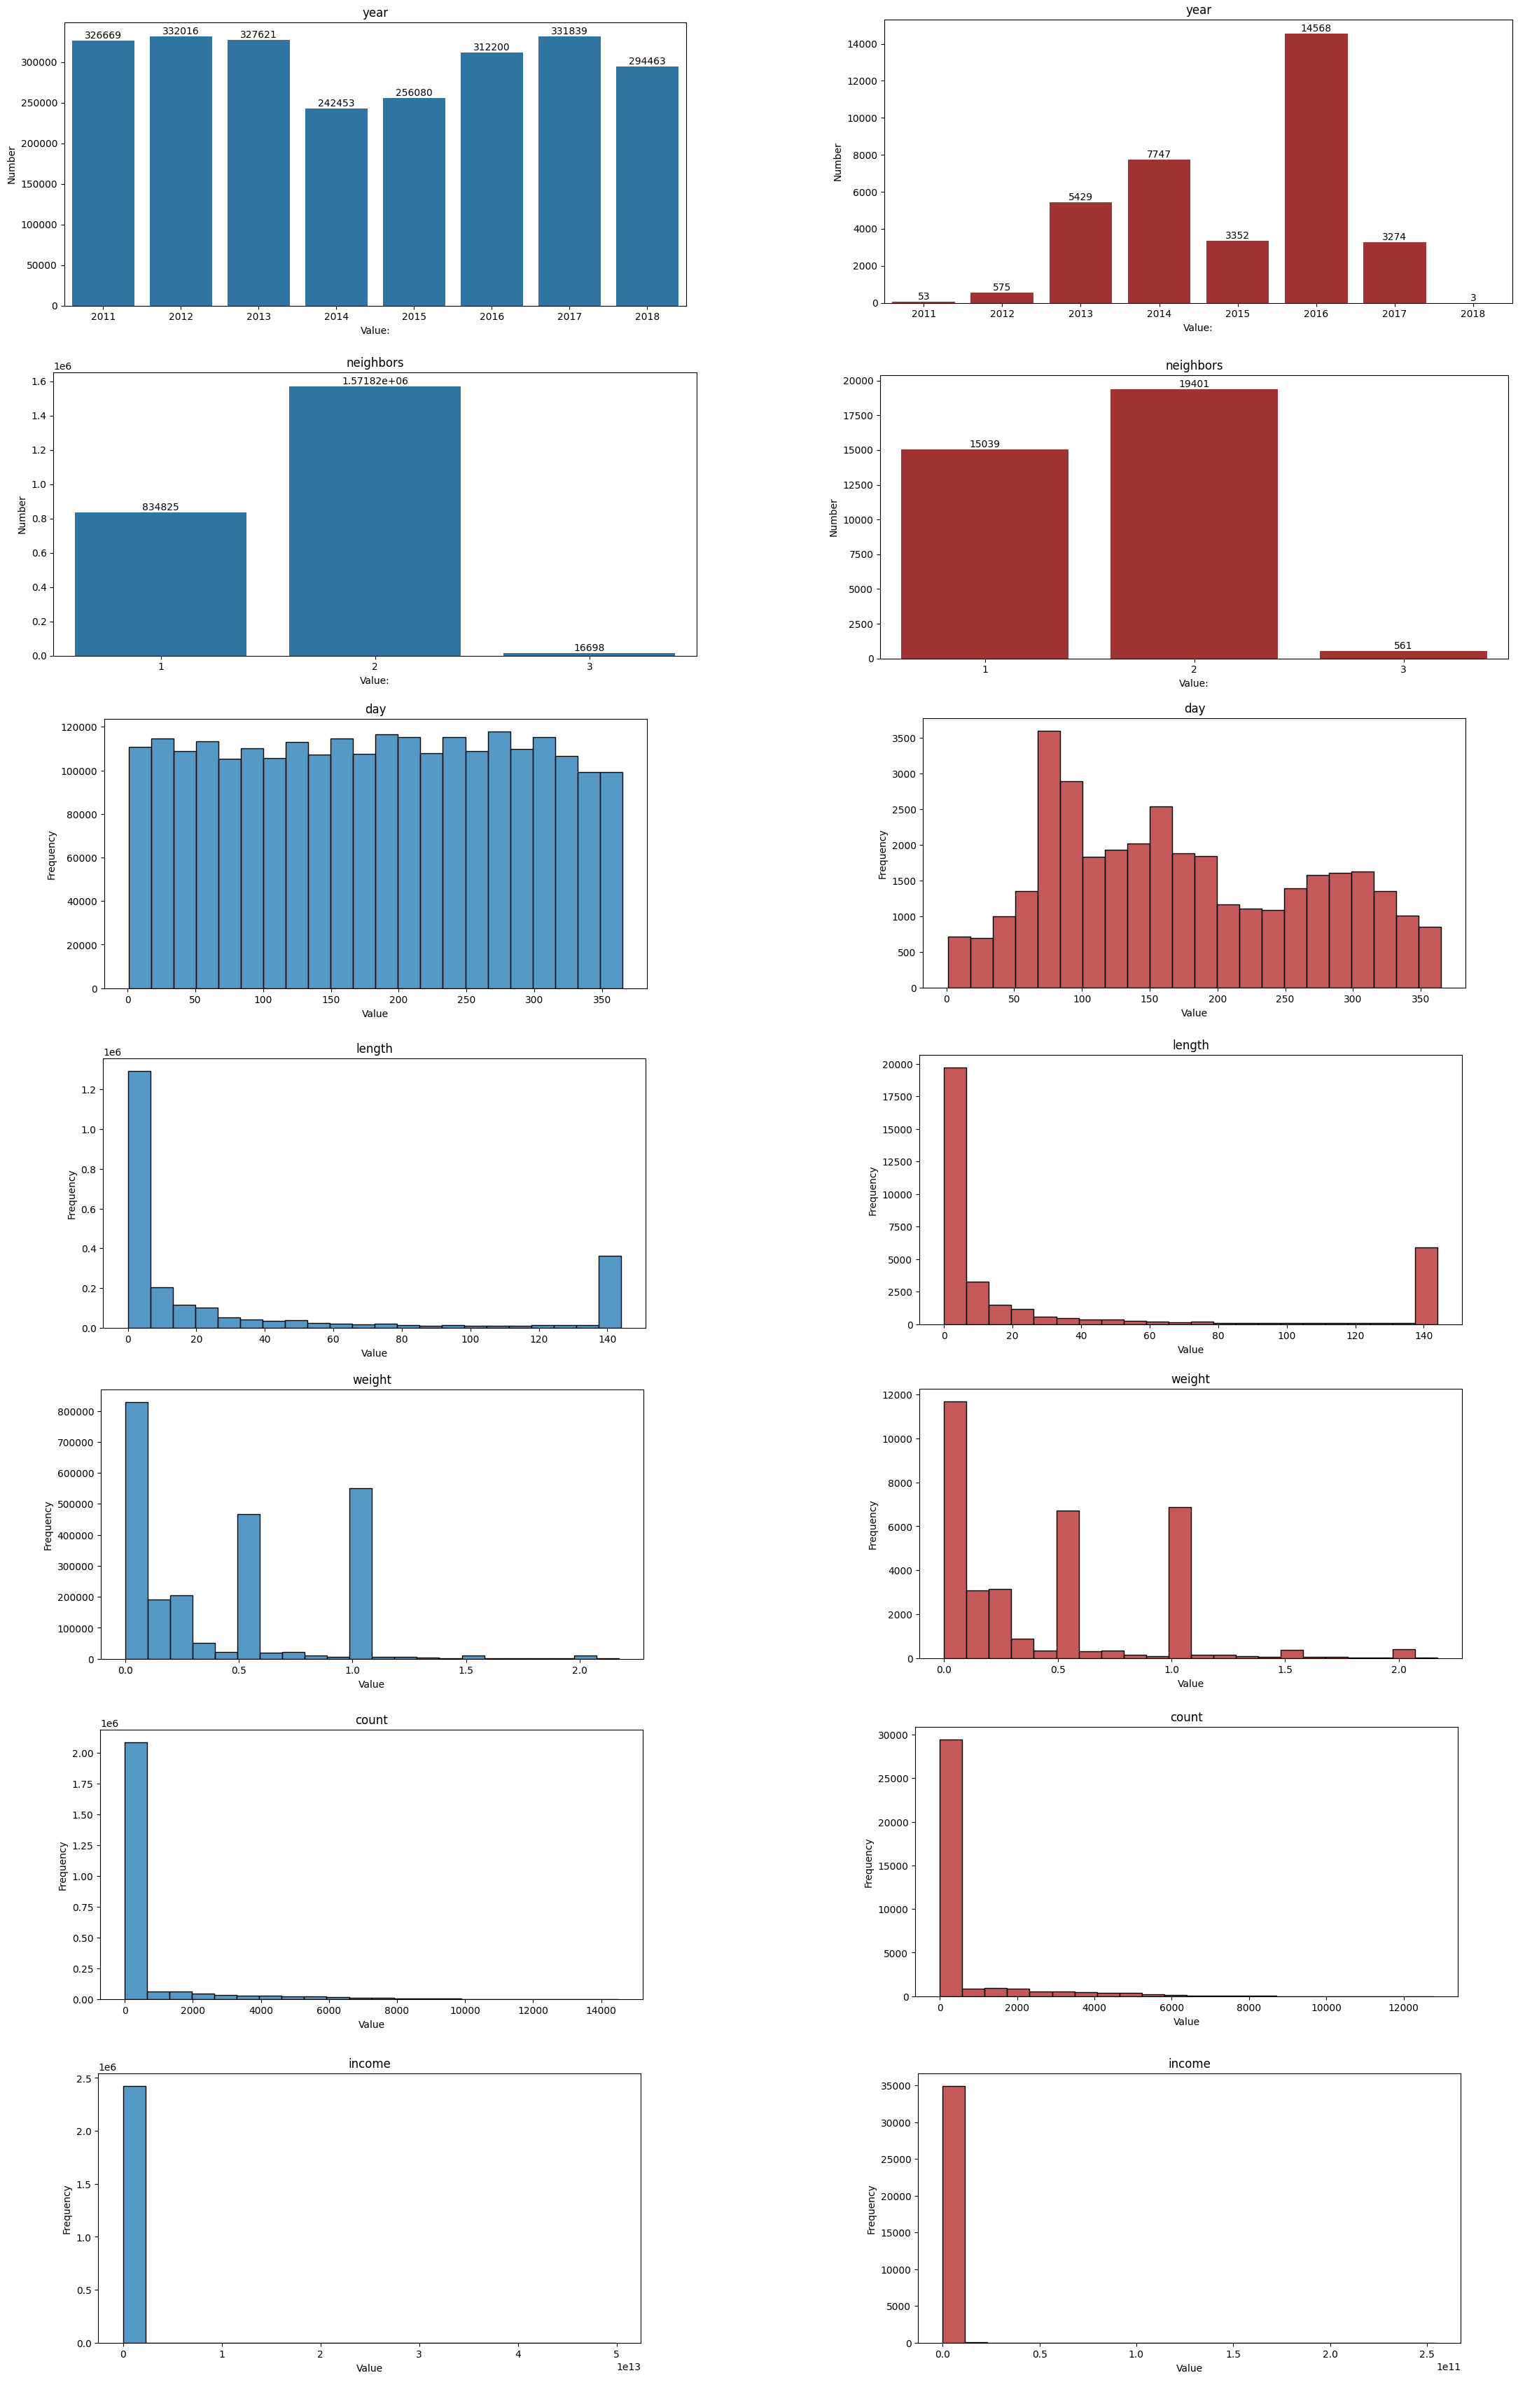 year
326669 332016 327621 242453 256080 312200 331839 294463
300000
250000
200000
150000
100000
50000
0
Number
2011 2012 2013 2014 2015 2016 2017 2018
Value:
year
53 575 5429 7747 3352 14568 3274 3
14000
12000
10000
8000
6000
4000
2000
0
Number
2011 2012 2013 2014 2015 2016 2017 2018
Value:
neighbors
1e6
834825 1.57182e+06 16698
1.6
1.4
1.2
1.0
0.8
0.6
0.4
0.2
0.0
Number
1 2 3
Value:
neighbors
15039 19401 561
20000
17500
15000
12500
10000
7500
5000
2500
0
Number
1 2 3
Value:
day
120000
100000
80000
60000
40000
20000
0
Frequency
0 50 100 150 200 250 300 350
Value
day
3500
3000
2500
2000
1500
1000
500
0
Frequency
0 50 100 150 200 250 300 350
Value
length
1e6
1.2
1.0
0.8
0.6
0.4
0.2
0.0
Frequency
0 20 40 60 80 100 120 140
Value
length
20000
17500
15000
12500
10000
7500
5000
2500
0
Frequency
0 20 40 60 80 100 120 140
Value
weight
800000
700000
600000
500000
400000
300000
200000
100000
0
Frequency
0.0 0.5 1.0 1.5 2.0
Value
weight
12000
10000
8000
6000
4000
2000
0
Frequency
0.0 0.5 1.0 1.5 2.0
Value
count
1e6
2.00
1.75
1.50
1.25
1.00
0.75
0.50
0.25
0.00
Frequency
0 2000 4000 6000 8000 10000 12000 14000
Value
count
30000
25000
20000
15000
10000
5000
0
Frequency
0 2000 4000 6000 8000 10000 12000
Value
income
1e6
2.5
2.0
1.5
1.0
0.5
0.0
Frequency
0 1 2 3 4 5
1e13
Value
income
35000
30000
25000
20000
15000
10000
5000
0
Frequency
0.0 0.5 1.0 1.5 2.0 2.5
1e11
Value